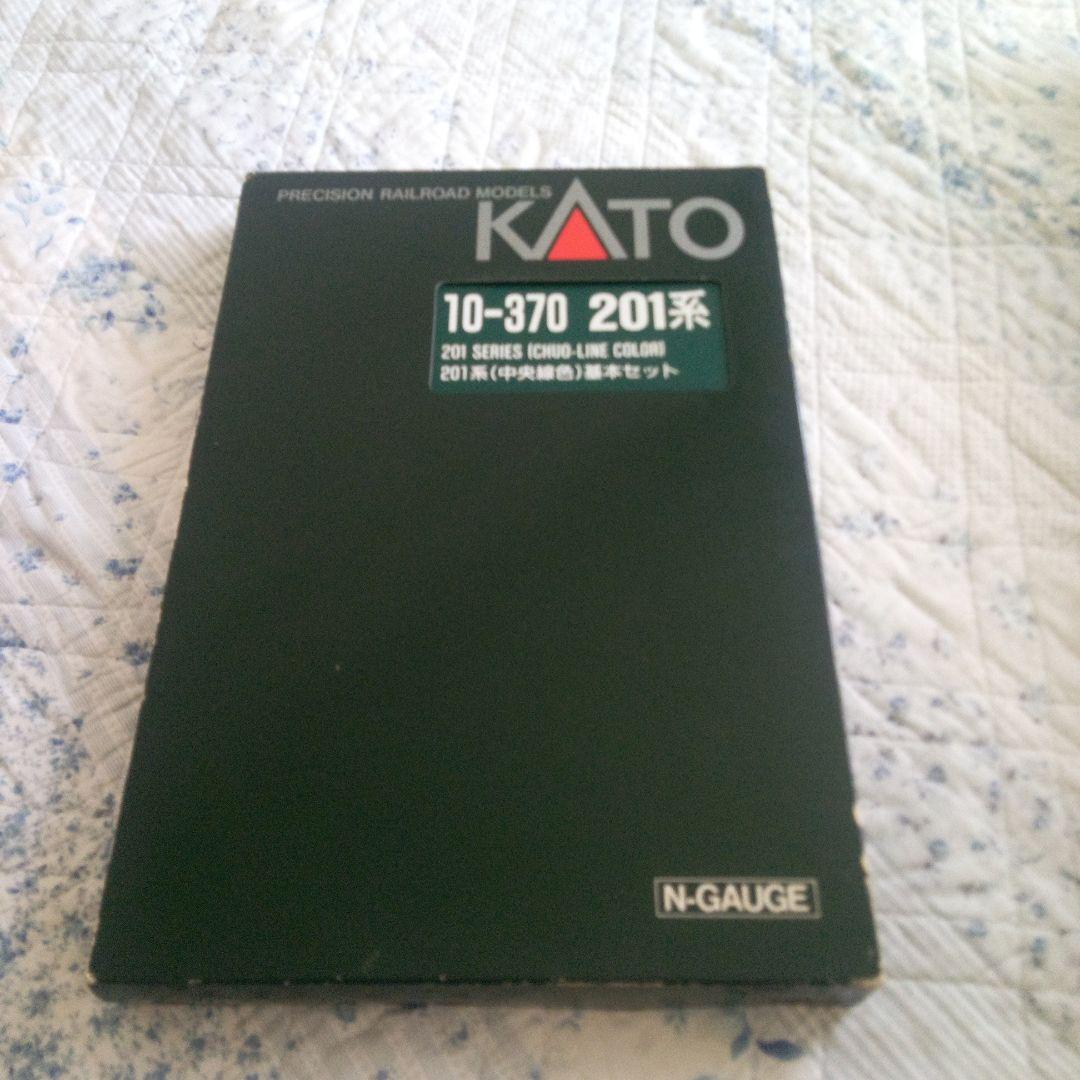 PRECISION RAILROAD MODELS
KATO
10-370 201系
201 SERIES (CHUO-LINE COLOR)
201系(中央線色)基本セット
N-GAUGE